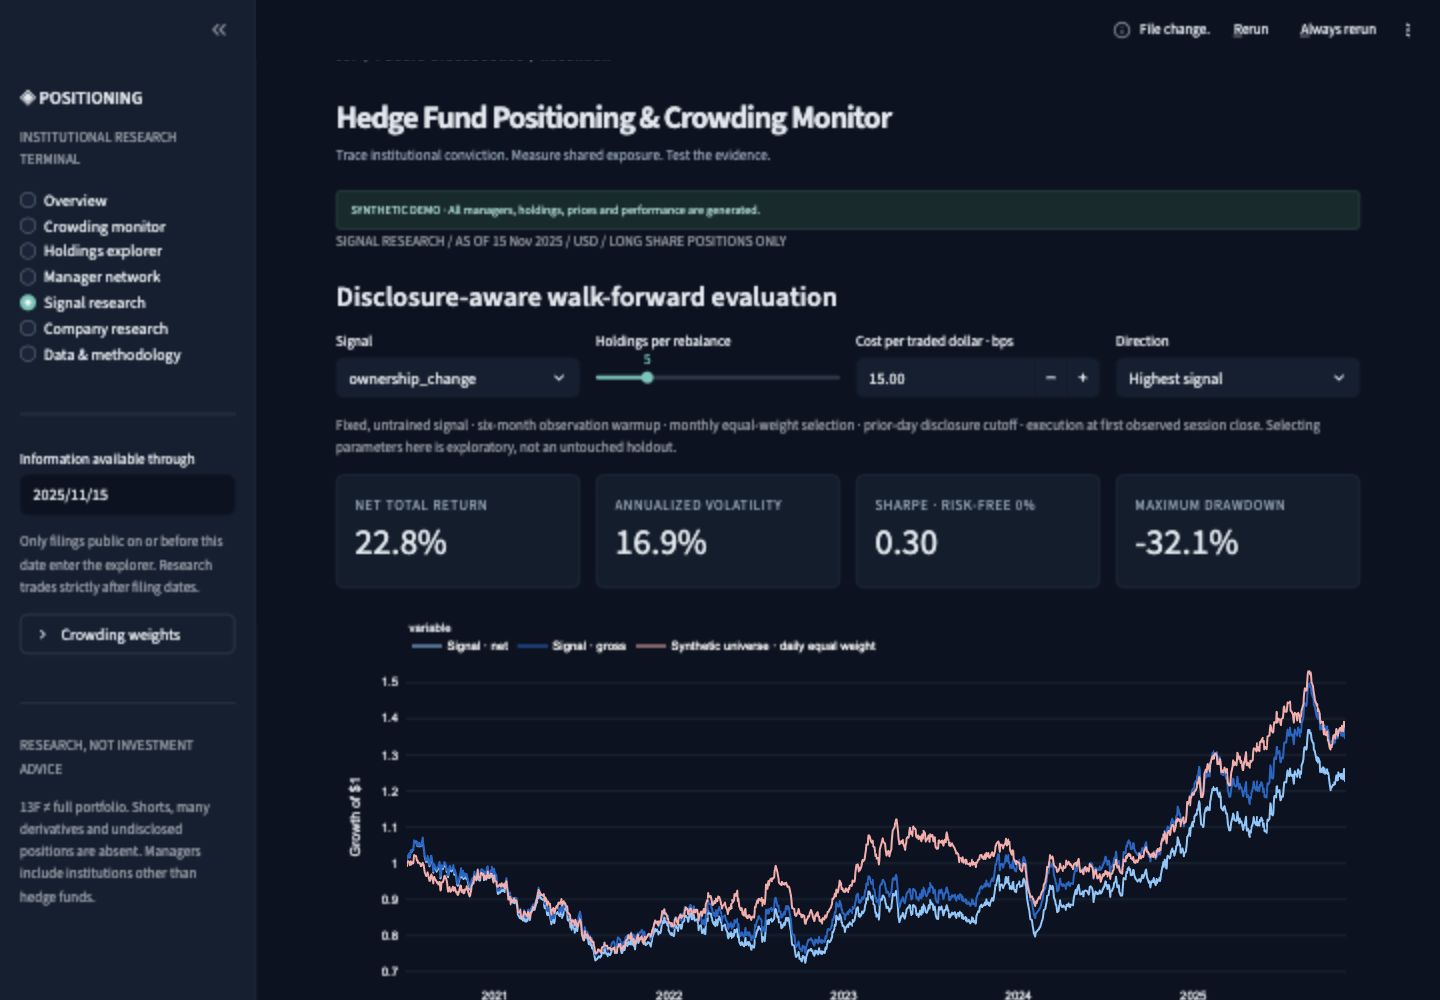 File change.
Rerun
Always rerun
POSITIONING
INSTITUTIONAL RESEARCH
TERMINAL
Overview
Crowding monitor
Holdings explorer
Manager network
Signal research
Company research
Data & methodology
Information available through
2025/11/15
Only filings public on or before this
date enter the explorer. Research
trades strictly after filing dates.
Crowding weights
RESEARCH, NOT INVESTMENT
ADVICE
13F ≠ full portfolio. Shorts, many
derivatives and undisclosed
positions are absent. Managers
include institutions other than
hedge funds.
Hedge Fund Positioning & Crowding Monitor
Trace institutional conviction. Measure shared exposure. Test the evidence.
SYNTHETIC DEMO · All managers, holdings, prices and performance are generated.
SIGNAL RESEARCH / AS OF 15 Nov 2025 / USD / LONG SHARE POSITIONS ONLY
Disclosure-aware walk-forward evaluation
Signal
Holdings per rebalance
Cost per traded dollar · bps
Direction
5
ownership_change
15.00
Highest signal
Fixed, untrained signal · six-month observation warmup · monthly equal-weight selection · prior-day disclosure cutoff · execution at first observed session close. Selecting
parameters here is exploratory, not an untouched holdout.
NET TOTAL RETURN
22.8%
ANNUALIZED VOLATILITY
16.9%
SHARPE · RISK-FREE 0%
0.30
MAXIMUM DRAWDOWN
-32.1%
variable
Signal · net
Signal · gross
Synthetic universe · daily equal weight
Growth of $1
1.5
1.4
1.3
1.2
1.1
1
0.9
0.8
0.7
2021
2022
2023
2024
2025